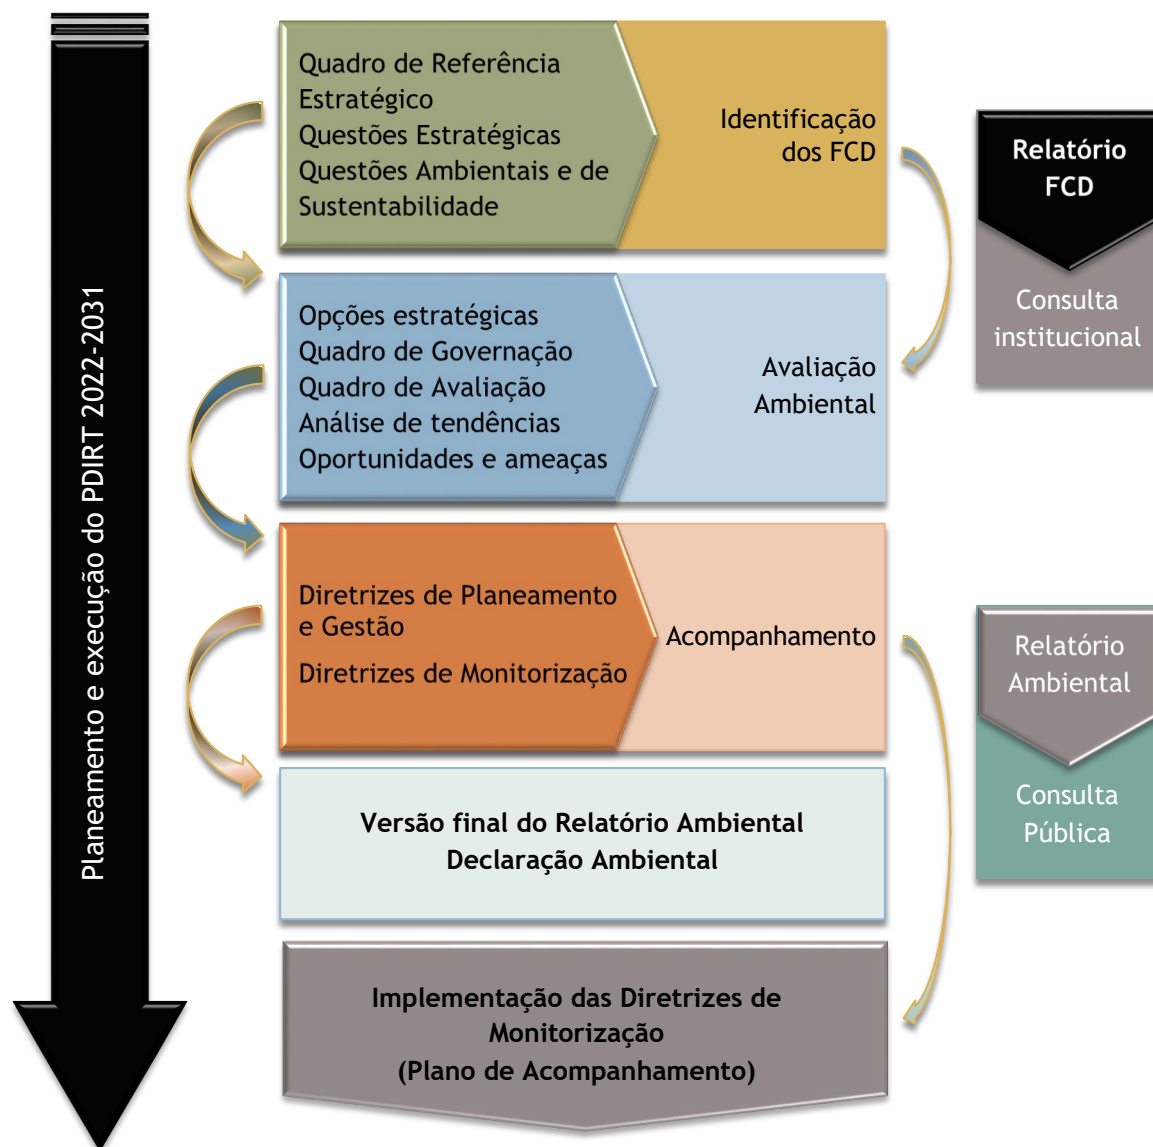 Planeamento e execução do PDIRT 2022-2031
Quadro de Referência
Estratégico
Questões Estratégicas
Questões Ambientais e de
Sustentabilidade
Identificação
dos FCD
Relatório
FCD
Consulta
institucional
Opções estratégicas
Quadro de Governação
Quadro de Avaliação
Análise de tendências
Oportunidades e ameaças
Avaliação
Ambiental
Diretrizes de Planeamento
e Gestão
Diretrizes de Monitorização
Acompanhamento
Relatório
Ambiental
Consulta
Pública
Versão final do Relatório Ambiental
Declaração Ambiental
Implementação das Diretrizes de
Monitorização
(Plano de Acompanhamento)